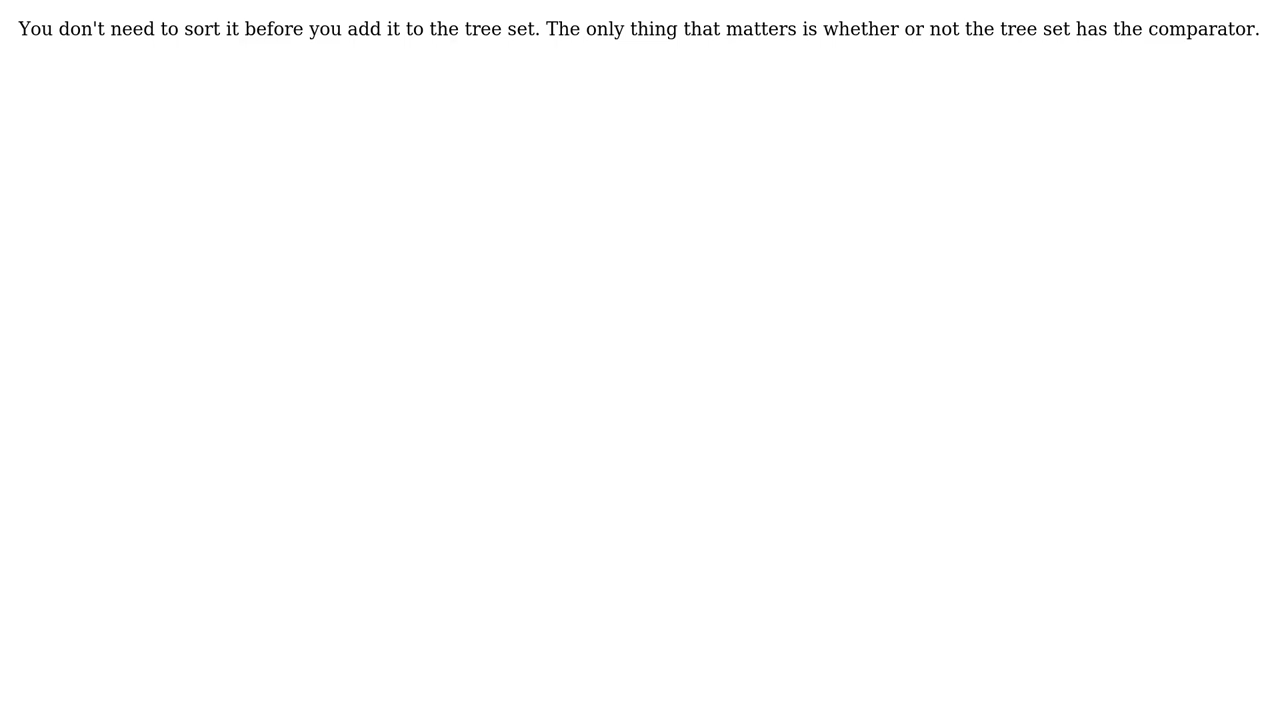 You don't need to sort it before you add it to the tree set. The only thing that matters is whether or not the tree set has the comparator.